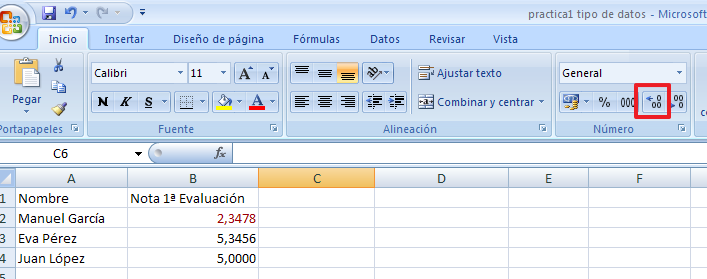 practica1 tipo de datos - Microsoft
Inicio Insertar Diseño de página Fórmulas Datos Revisar Vista
Calibri 11 A A Ajustar texto General
Pegar N K S A Combinar y centrar % 000 ,0 ,00 ,00 ,0
Portapapeles Fuente Alineación Número
C6 fx
A B C D E F
1 Nombre Nota 1ª Evaluación
2 Manuel García 2,3478
3 Eva Pérez 5,3456
4 Juan López 5,0000